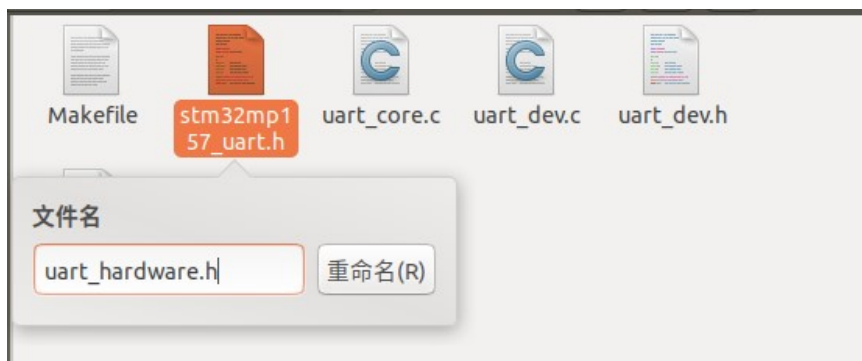 Makefile
stm32mp1
57_uart.h
uart_core.c
uart_dev.c
uart_dev.h
文件名
uart_hardware.h
重命名(R)